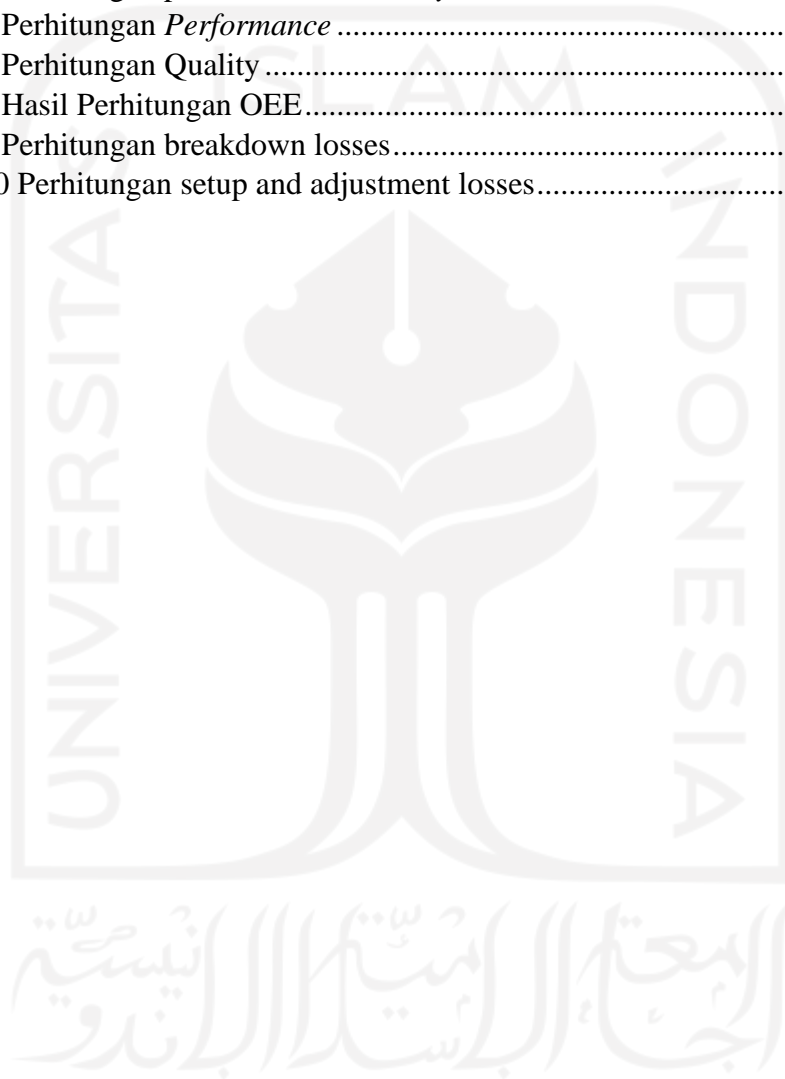 Perhitungan Performance ........................................................
Perhitungan Quality .................................................................
Hasil Perhitungan OEE............................................................
Perhitungan breakdown losses.................................................
0 Perhitungan setup and adjustment losses...............................
ISLAM
UNIVERSITAS
INDONESIA